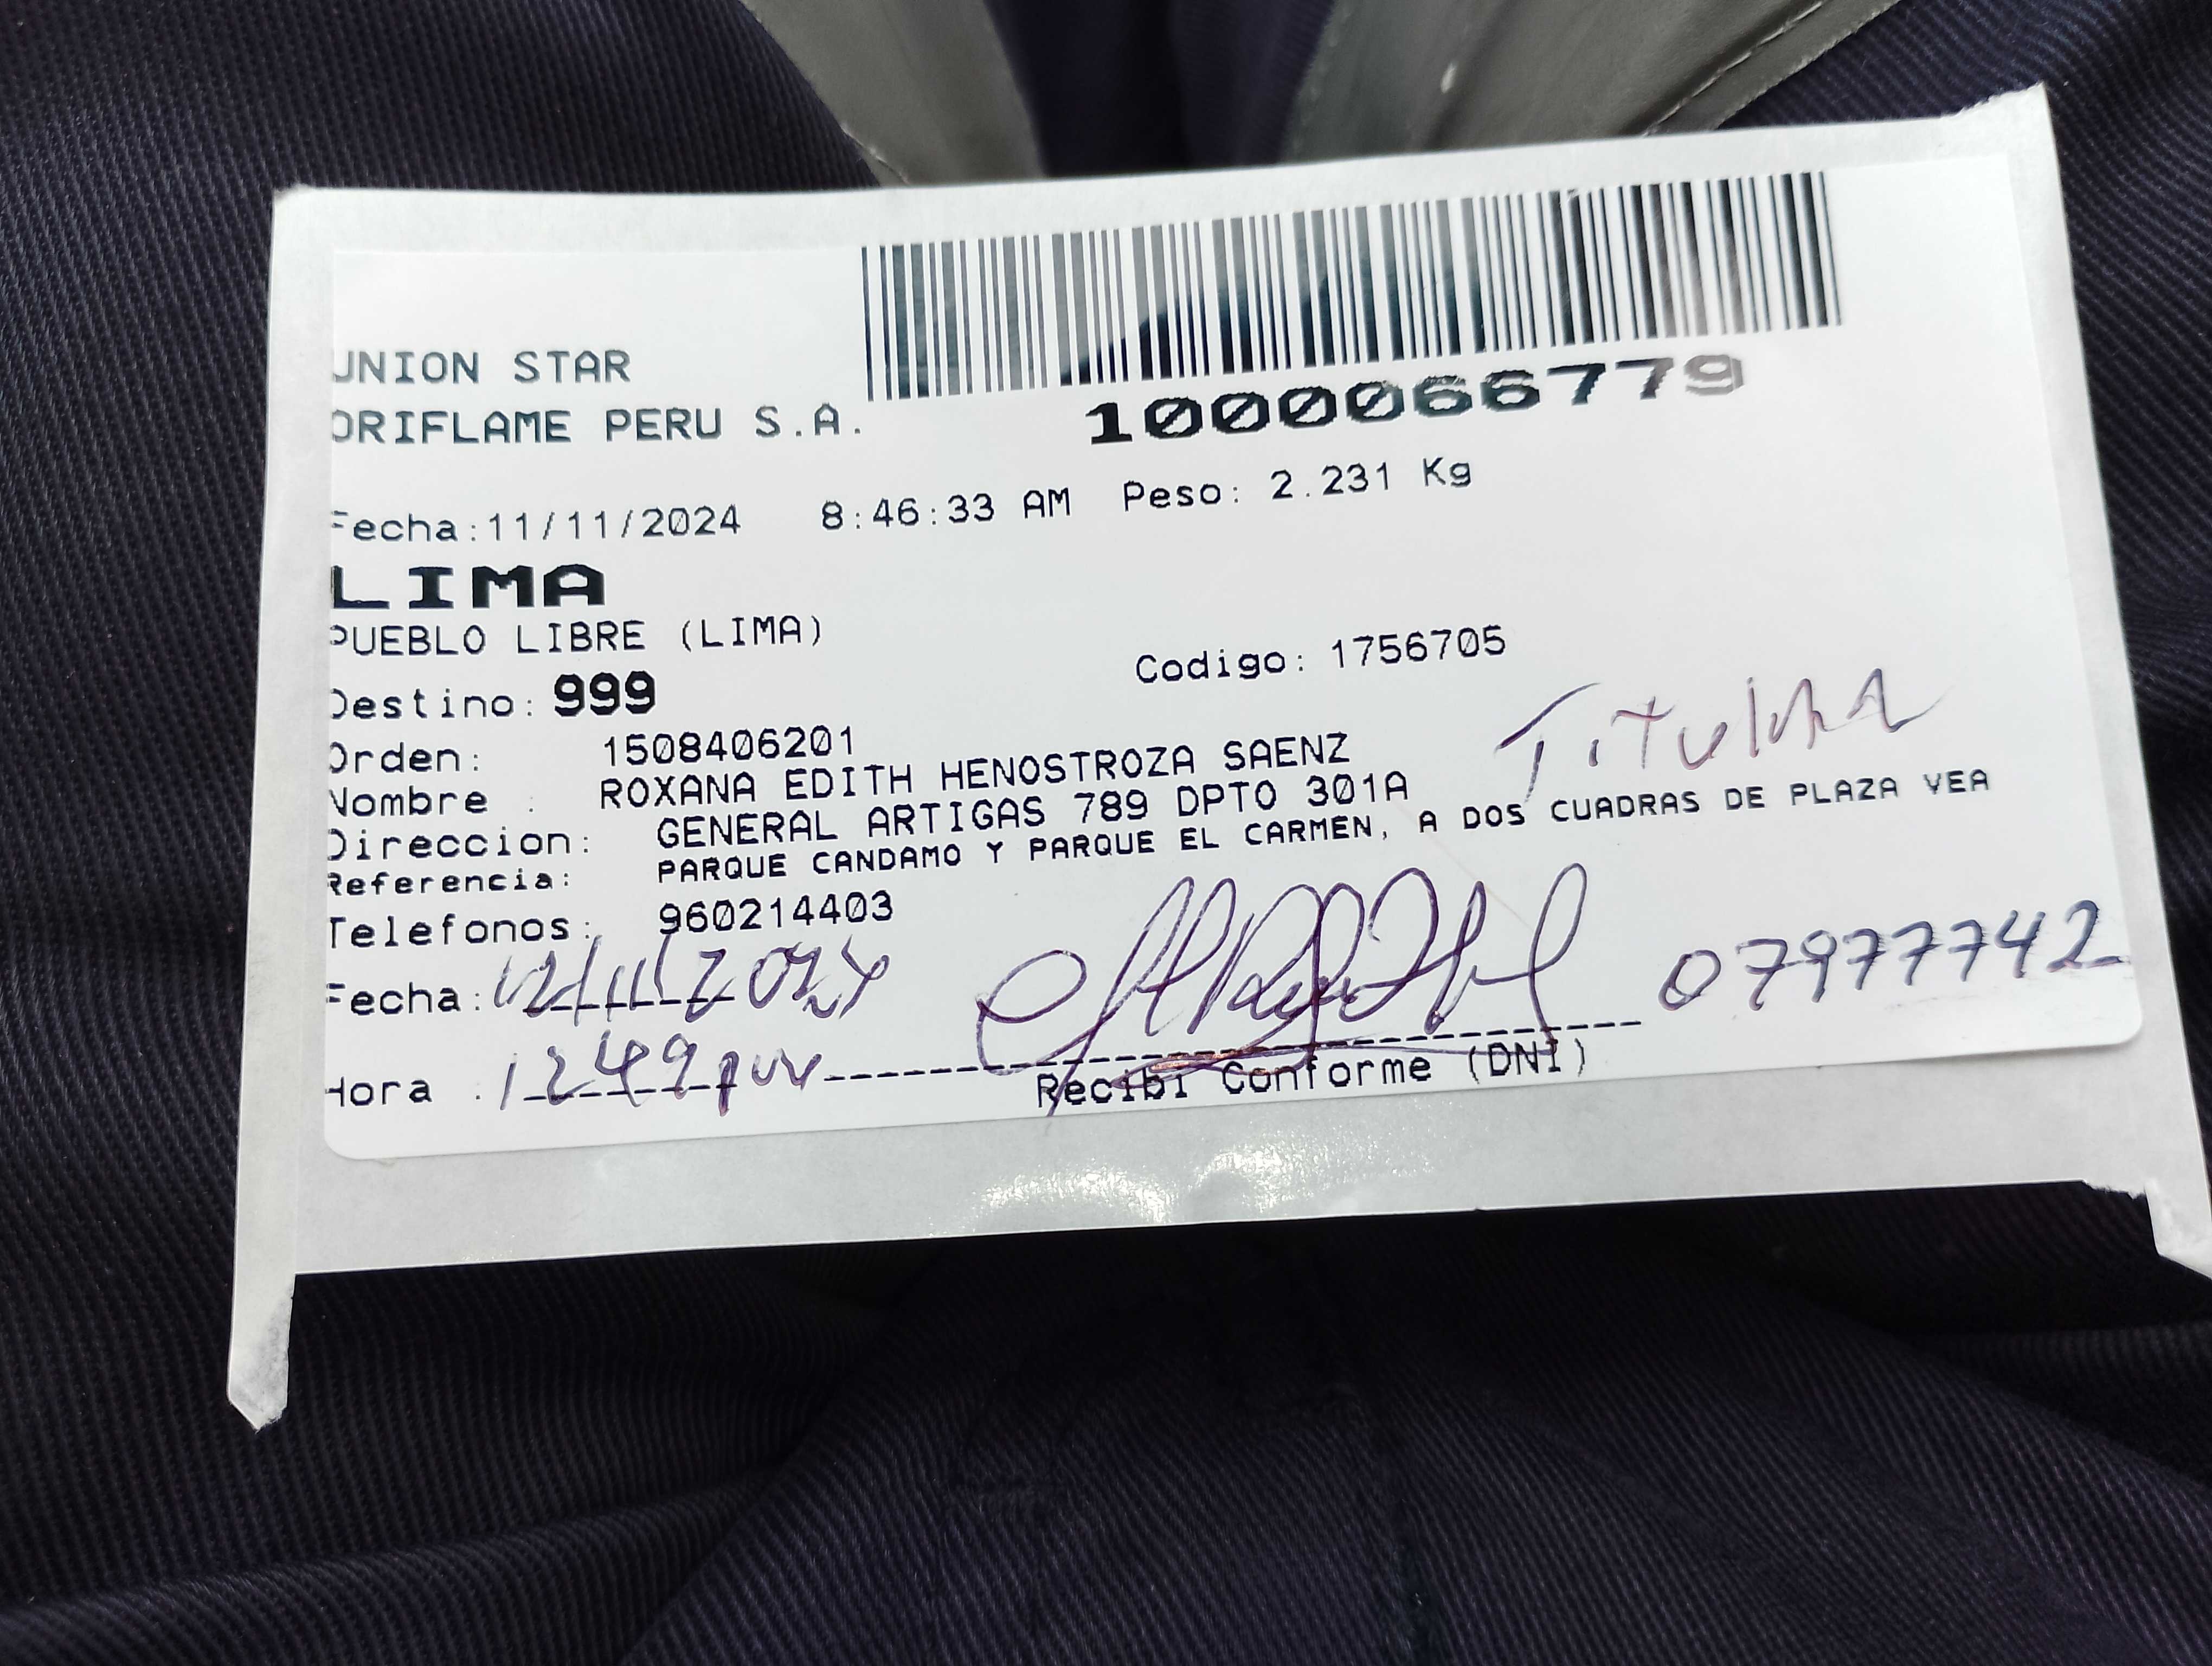 UNION STAR
ORIFLAME PERU S.A.
1000066779
Fecha:11/11/2024 8:46:33 AM Peso: 2.231 Kg
LIMA
PUEBLO LIBRE (LIMA)
Codigo: 1756705
Destino: 999
Orden: 1508406201
Nombre : ROXANA EDITH HENOSTROZA SAENZ
Titular
Direccion: GENERAL ARTIGAS 789 DPTO 301A
Referencia: PARQUE CANDAMO Y PARQUE EL CARMEN, A DOS CUADRAS DE PLAZA VEA
Telefonos: 960214403
Fecha: 12/11/2024
07977742
Hora : 1249 pm
Recibi Conforme (DNI)